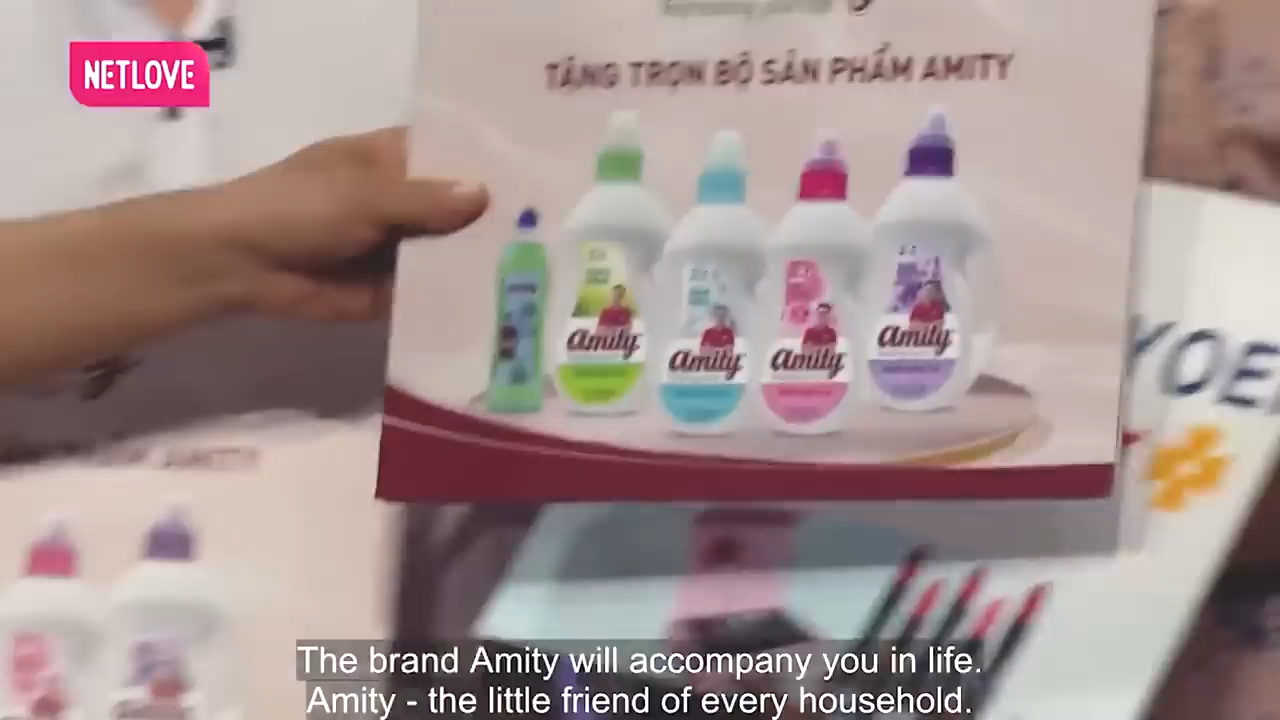 NETLOVE
TẶNG TRỌN BỘ SẢN PHẨM AMITY
amity
amity
amity
amity
YOE
AMITY
The brand Amity will accompany you in life.
Amity - the little friend of every household.